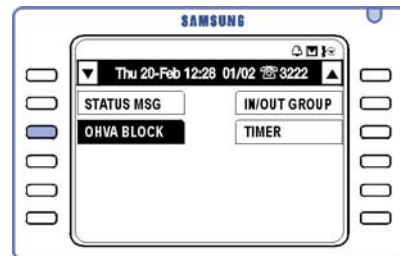 SAMSUNG
Thu 20-Feb 12:28 01/02 ☏3222
STATUS MSG
IN/OUT GROUP
OHVA BLOCK
TIMER